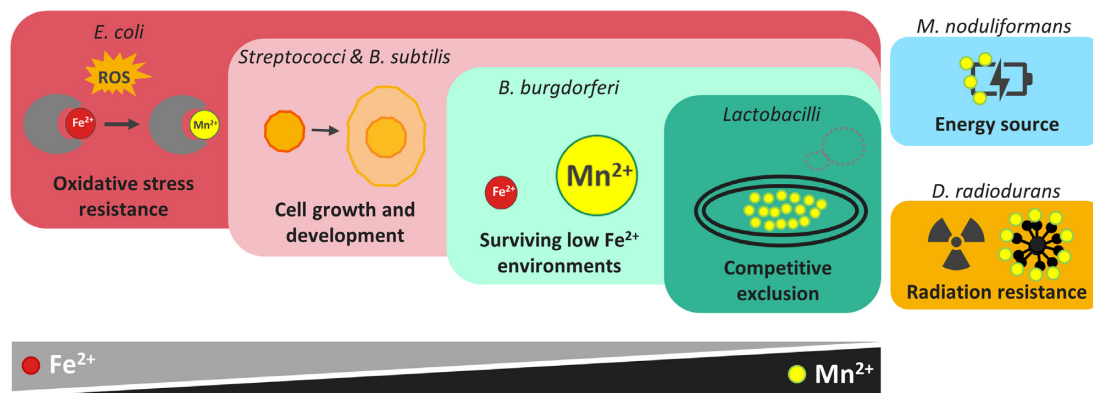 E. coli
ROS
Fe²⁺
Mn²⁺
Oxidative stress
resistance
Streptococci & B. subtilis
Cell growth and
development
B. burgdorferi
Fe²⁺
Mn²⁺
Surviving low Fe²⁺
environments
Lactobacilli
Competitive
exclusion
M. noduliformans
Energy source
D. radiodurans
Radiation resistance
Fe²⁺
Mn²⁺